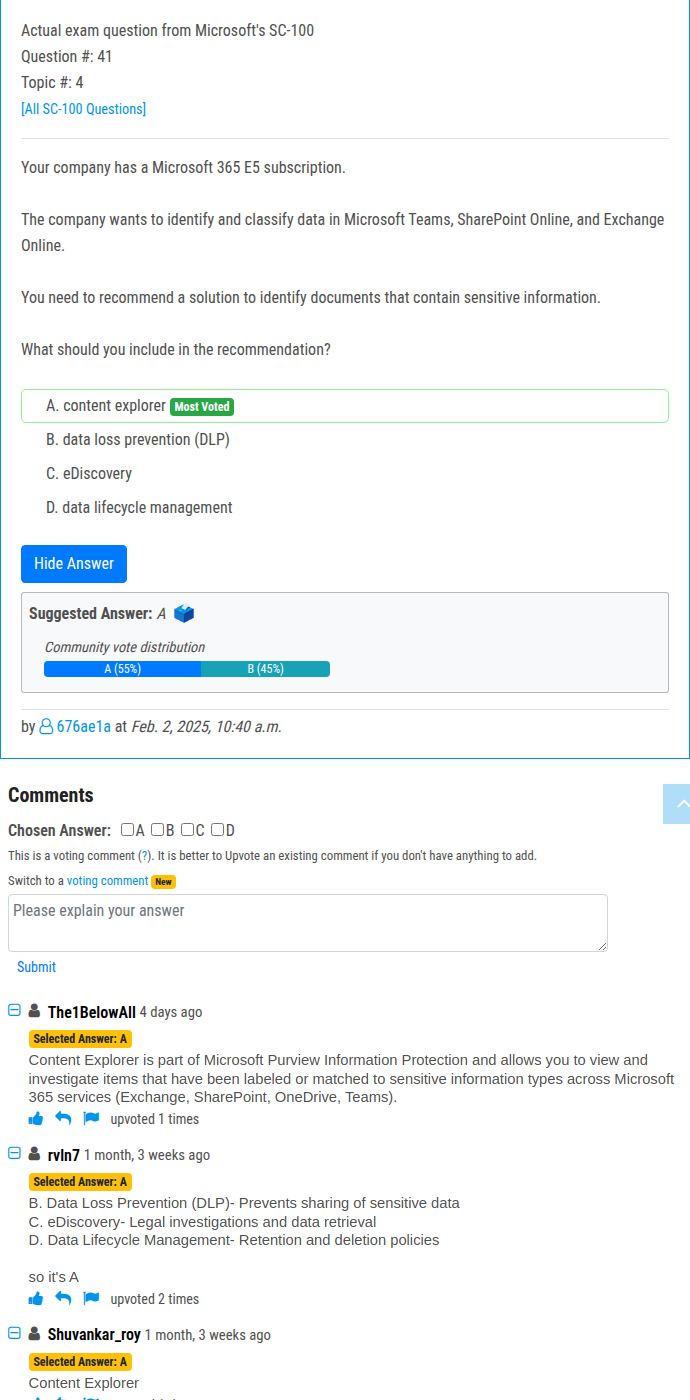 Actual exam question from Microsoft's SC-100
Question #: 41
Topic #: 4
[All SC-100 Questions]
Your company has a Microsoft 365 E5 subscription.
The company wants to identify and classify data in Microsoft Teams, SharePoint Online, and Exchange
Online.
You need to recommend a solution to identify documents that contain sensitive information.
What should you include in the recommendation?
A. content explorer Most Voted
B. data loss prevention (DLP)
C. eDiscovery
D. data lifecycle management
Hide Answer
Suggested Answer: A
Community vote distribution
A (55%) B (45%)
by 676ae1a at Feb. 2, 2025, 10:40 a.m.
Comments
Chosen Answer: A B C D
This is a voting comment (?). It is better to Upvote an existing comment if you don't have anything to add.
Switch to a voting comment New
Please explain your answer
Submit
The1BelowAll 4 days ago
Selected Answer: A
Content Explorer is part of Microsoft Purview Information Protection and allows you to view and
investigate items that have been labeled or matched to sensitive information types across Microsoft
365 services (Exchange, SharePoint, OneDrive, Teams).
upvoted 1 times
rvln7 1 month, 3 weeks ago
Selected Answer: A
B. Data Loss Prevention (DLP)- Prevents sharing of sensitive data
C. eDiscovery- Legal investigations and data retrieval
D. Data Lifecycle Management- Retention and deletion policies
so it's A
upvoted 2 times
Shuvankar_roy 1 month, 3 weeks ago
Selected Answer: A
Content Explorer